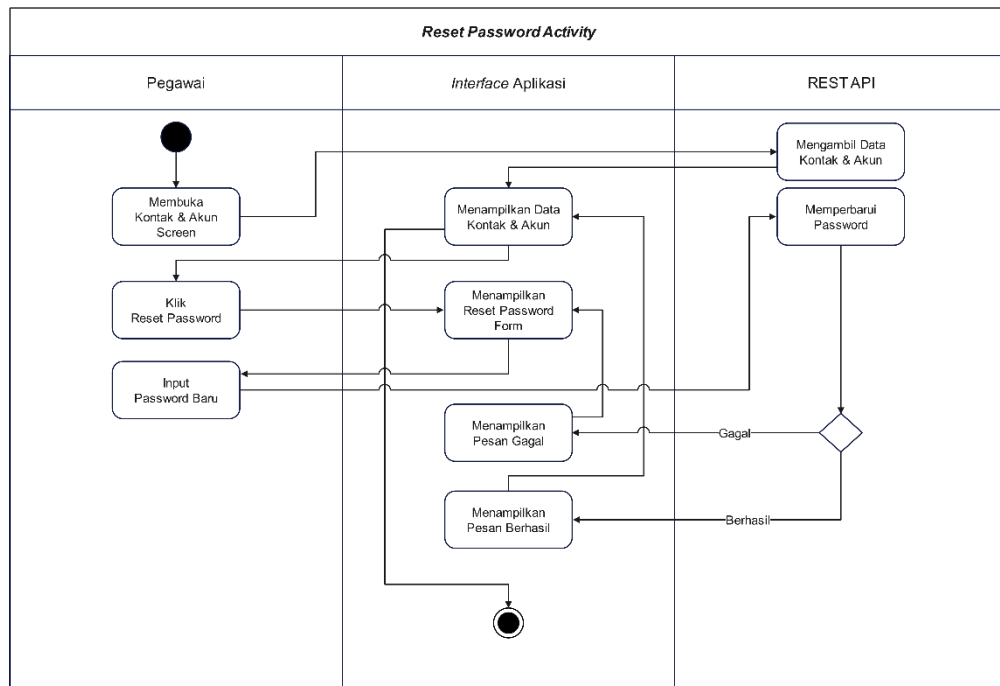 Reset Password Activity
Pegawai
Interface Aplikasi
REST API
Mengambil Data
Kontak & Akun
Membuka
Kontak & Akun
Screen
Menampilkan Data
Kontak & Akun
Memperbarui
Password
Klik
Reset Password
Menampilkan
Reset Password
Form
Input
Password Baru
Menampilkan
Pesan Gagal
Gagal
Menampilkan
Pesan Berhasil
Berhasil